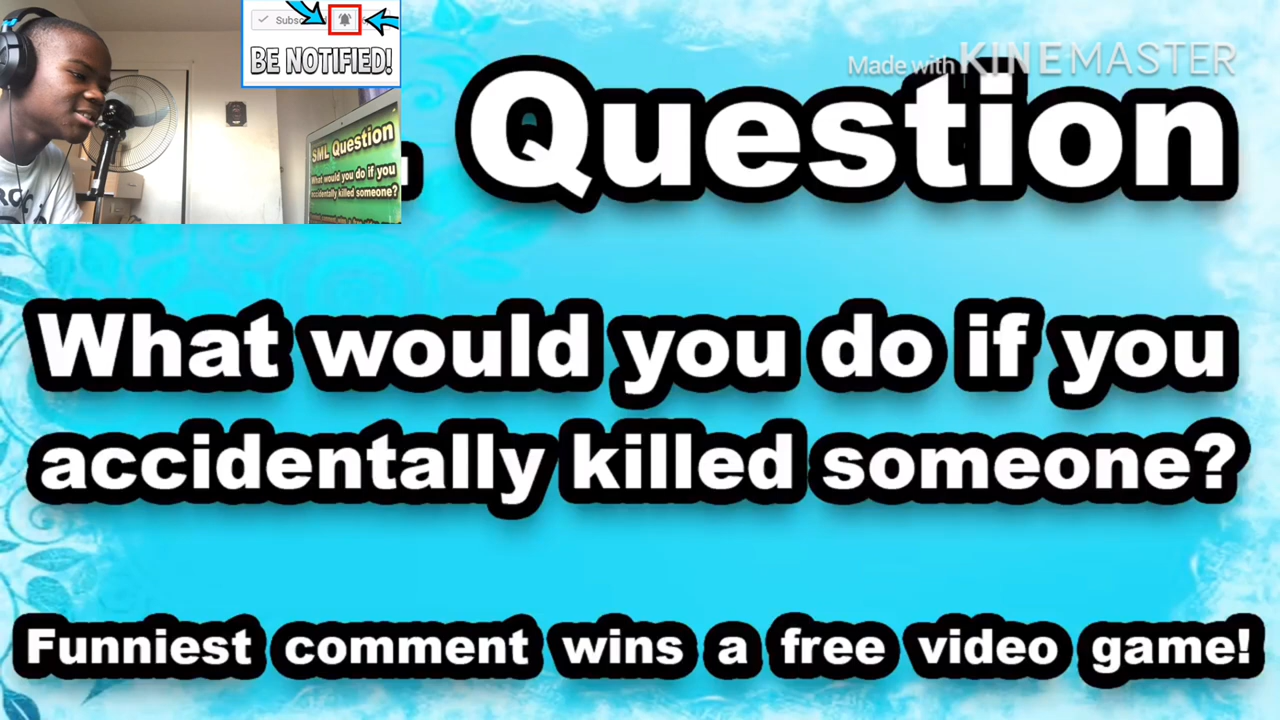 Subsc
BE NOTIFIED!
Made with KINEMASTER
Question
SML Question
What would you do if you
accidentally killed someone?
What would you do if you
accidentally killed someone?
Funniest comment wins a free video game!